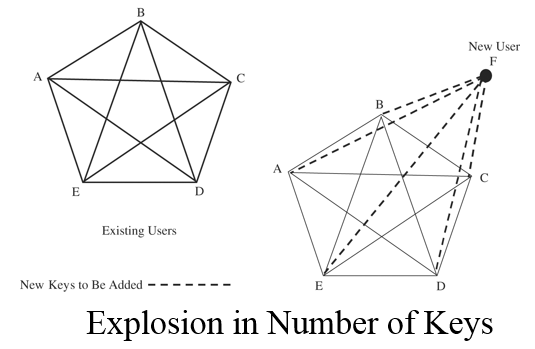 B
A
C
E
D
Existing Users
New User
F
B
A
C
E
D
New Keys to Be Added
Explosion in Number of Keys